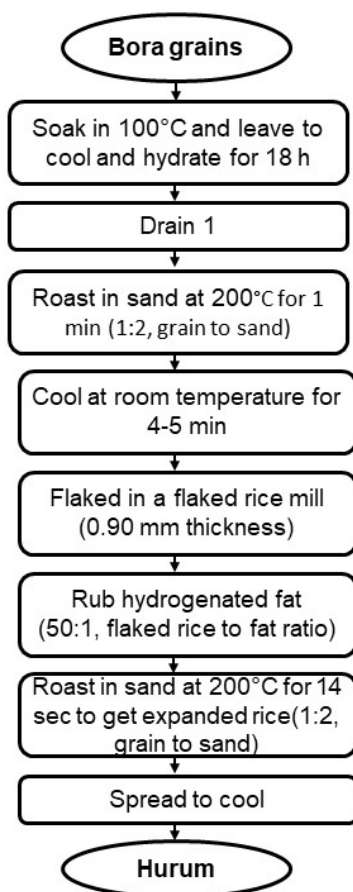 Bora grains
Soak in 100°C and leave to
cool and hydrate for 18 h
Drain 1
Roast in sand at 200°C for 1
min (1:2, grain to sand)
Cool at room temperature for
4-5 min
Flaked in a flaked rice mill
(0.90 mm thickness)
Rub hydrogenated fat
(50:1, flaked rice to fat ratio)
Roast in sand at 200°C for 14
sec to get expanded rice(1:2,
grain to sand)
Spread to cool
Hurum